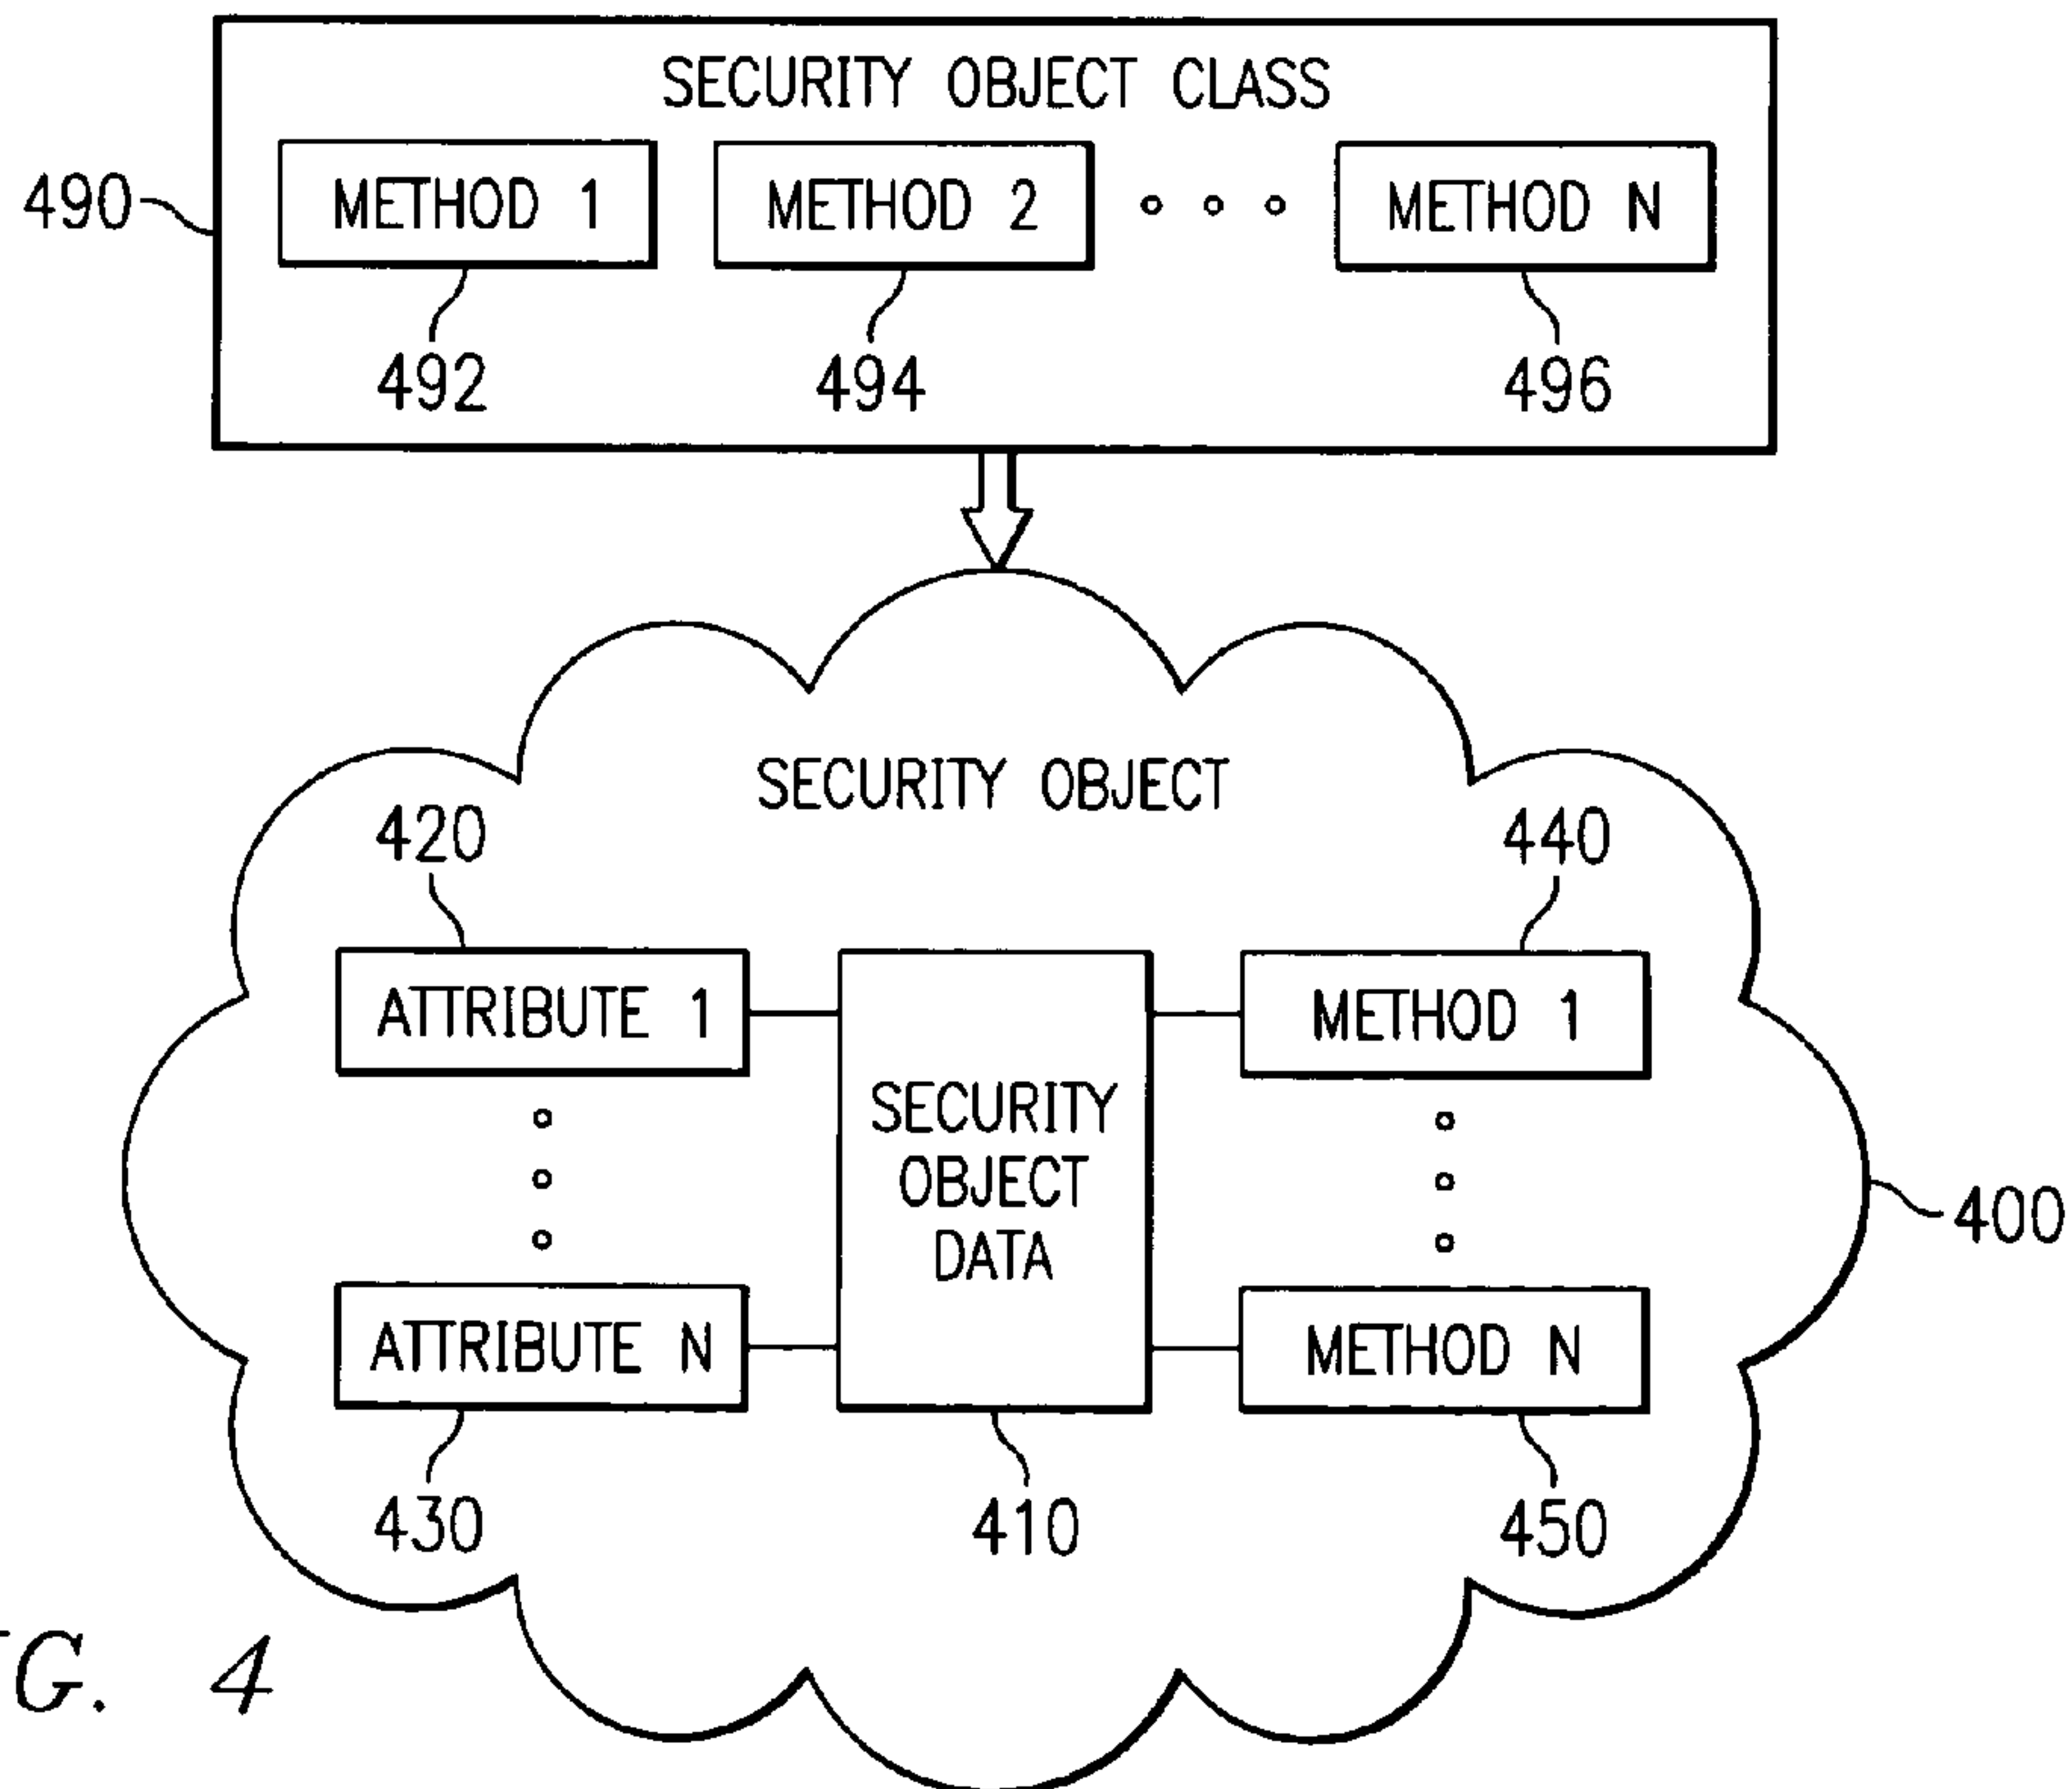 SECURITY OBJECT CLASS
490
METHOD 1
METHOD 2
METHOD N
492
494
496
SECURITY OBJECT
420
440
ATTRIBUTE 1
METHOD 1
SECURITY
OBJECT
DATA
400
ATTRIBUTE N
METHOD N
430
410
450
G. 4